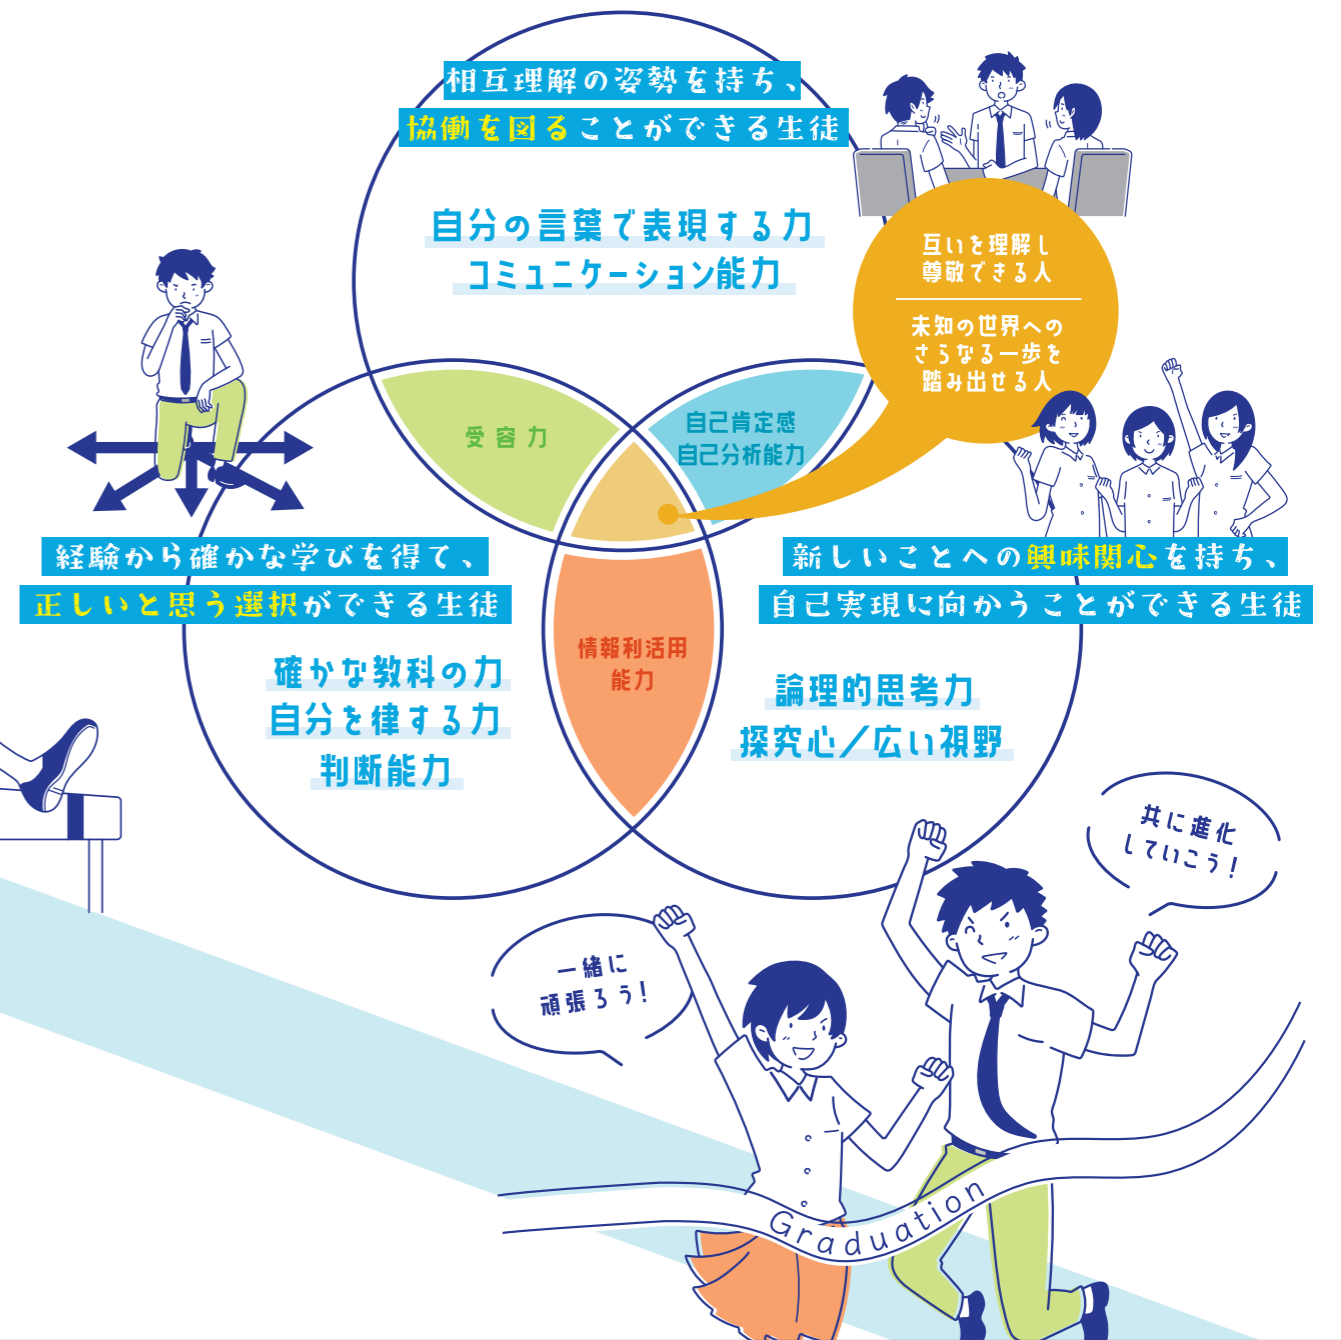 相互理解の姿勢を持ち、
協働を図ることができる生徒
自分の言葉で表現する力
コミュニケーション能力
互いを理解し
尊敬できる人
未知の世界への
さらなる一歩を
踏み出せる人
受容力
自己肯定感
自己分析能力
経験から確かな学びを得て、
正しいと思う選択ができる生徒
確かな教科の力
自分を律する力
判断能力
情報利活用
能力
新しいことへの興味関心を持ち、
自己実現に向かうことができる生徒
論理的思考力
探究心／広い視野
共に進化
していこう！
一緒に
頑張ろう！
Graduation